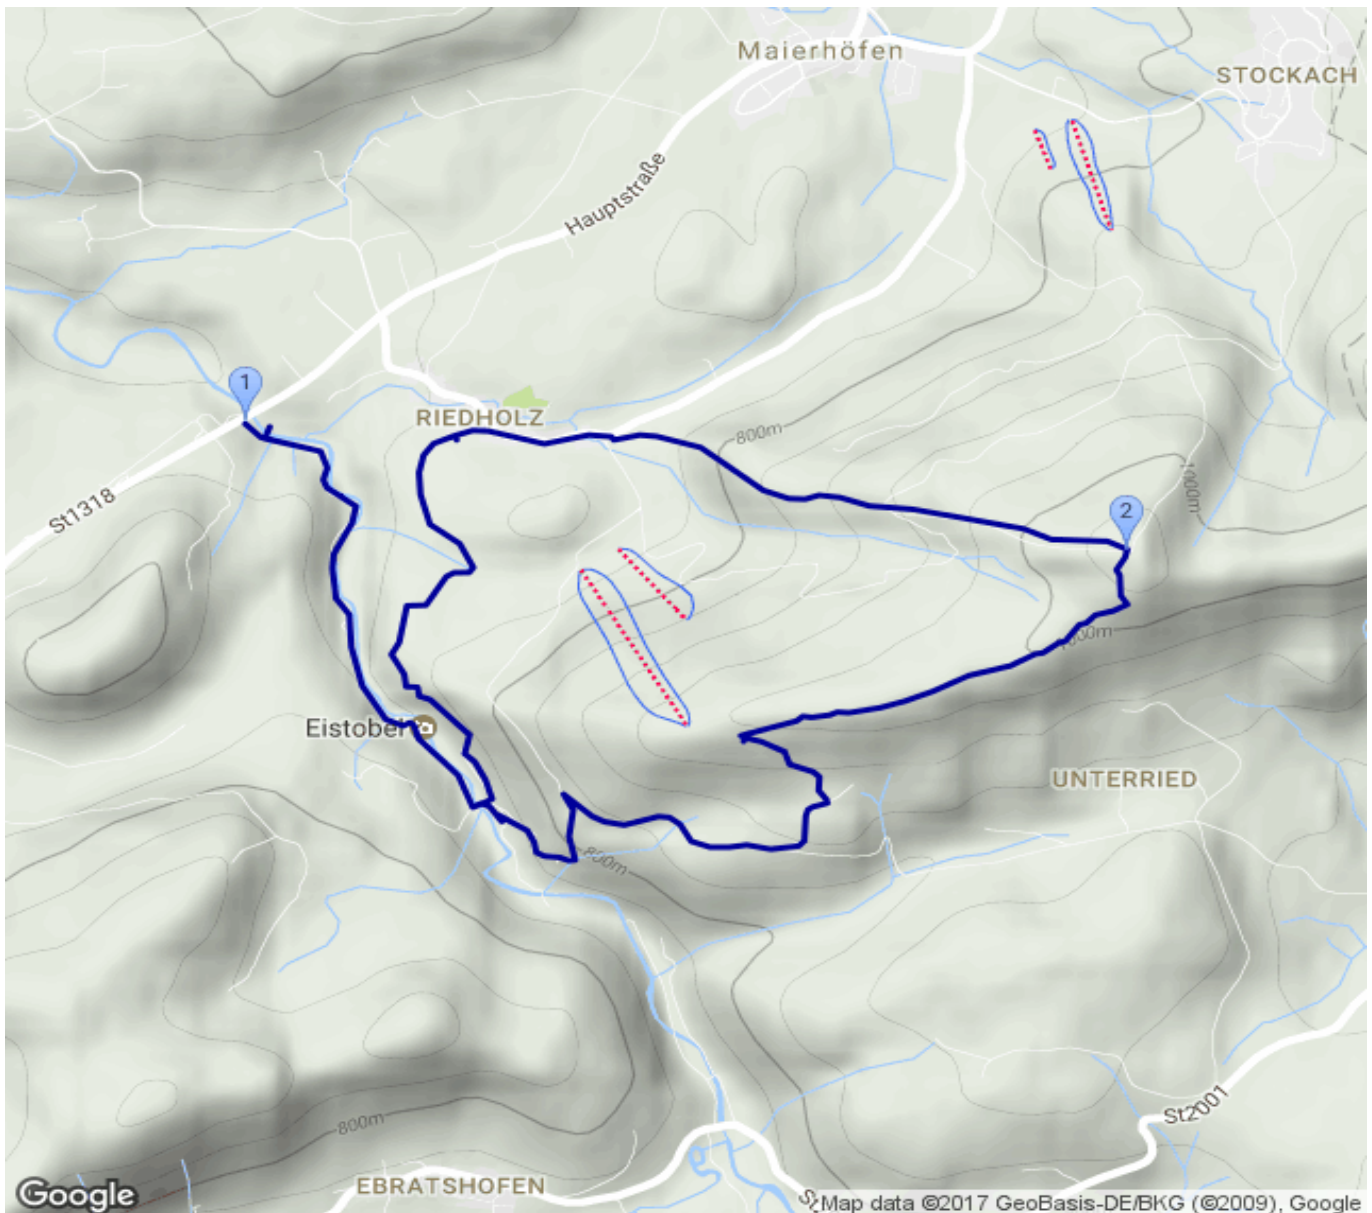 Maierhöfen
STOCKACH
Hauptstraße
1
RIEDHOLZ
800m
1000m
St1318
2
1000m
Eistobel
UNTERRIED
800m
800m
St2001
EBRATSHOFEN
Google
Map data ©2017 GeoBasis-DE/BKG (©2009), Google